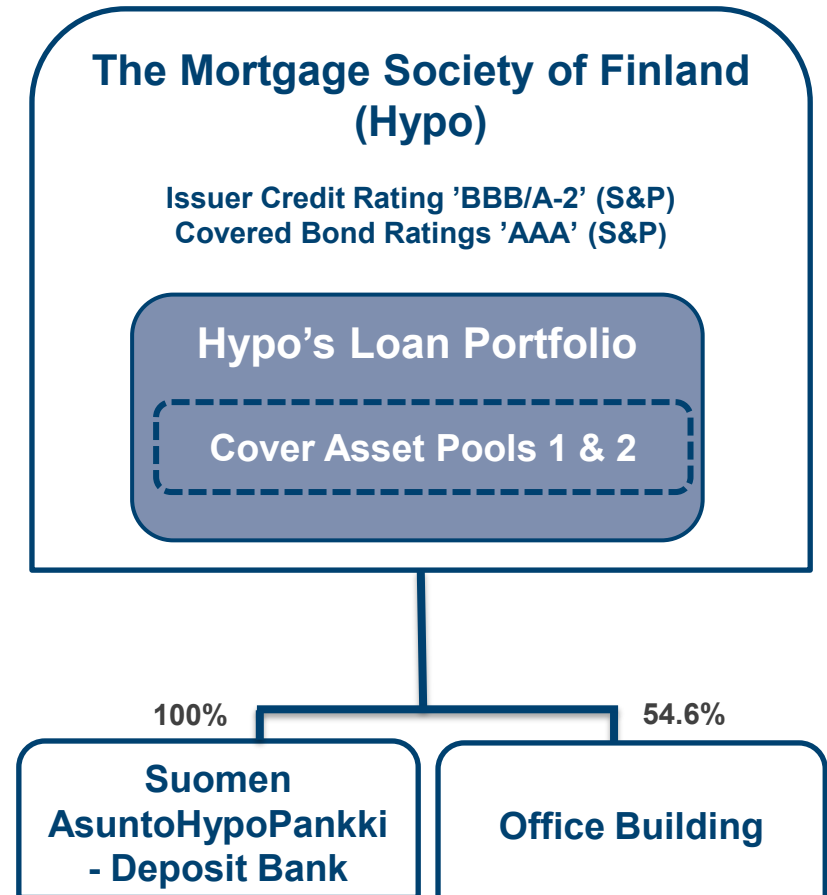 The Mortgage Society of Finland
(Hypo)
Issuer Credit Rating ’BBB/A-2’ (S&P)
Covered Bond Ratings ’AAA’ (S&P)
Hypo’s Loan Portfolio
Cover Asset Pools 1 & 2
100%
54.6%
Suomen
AsuntoHypoPankki
- Deposit Bank
Office Building